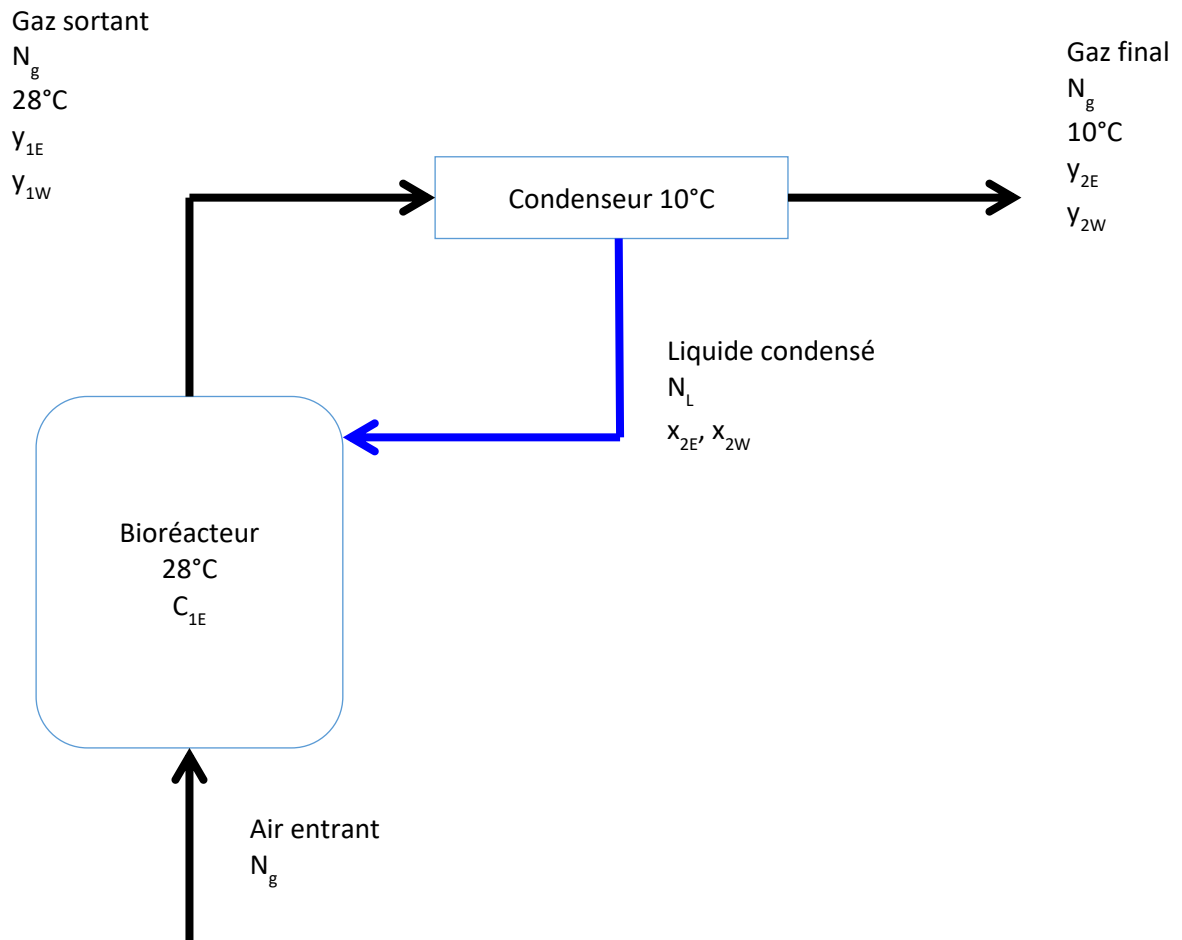 Gaz sortant
N_g
28°C
y_1E
y_1W
Gaz final
N_g
10°C
y_2E
y_2W
Condenseur 10°C
Liquide condensé
N_L
x_2E, x_2W
Bioréacteur
28°C
C_1E
Air entrant
N_g